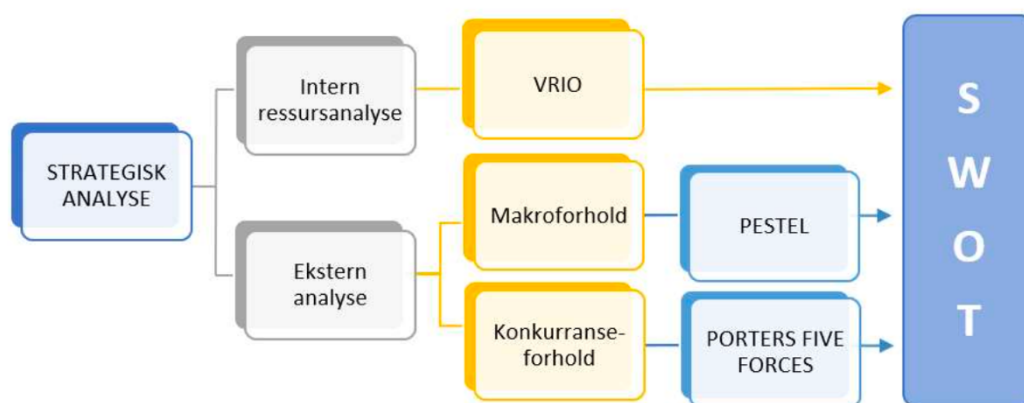 STRATEGISK
ANALYSE
Intern
ressursanalyse
VRIO
Ekstern
analyse
Makroforhold
PESTEL
Konkurranse-
forhold
PORTERS FIVE
FORCES
S
W
O
T